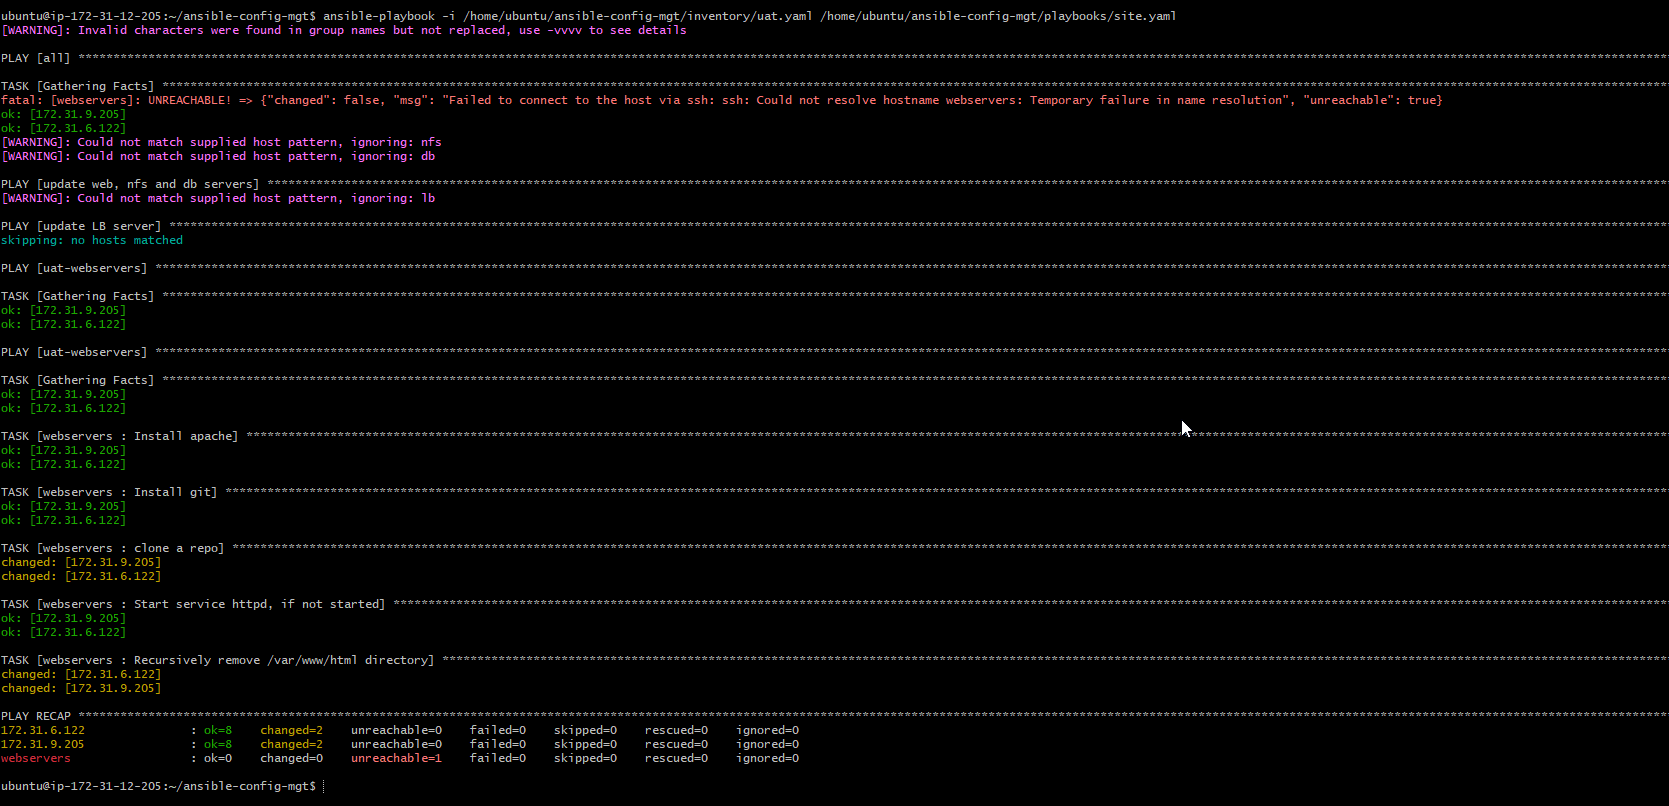 ubuntu@ip-172-31-12-205:~/ansible-config-mgt$ ansible-playbook -i /home/ubuntu/ansible-config-mgt/inventory/uat.yaml /home/ubuntu/ansible-config-mgt/playbooks/site.yaml
[WARNING]: Invalid characters were found in group names but not replaced, use -vvvv to see details
PLAY [all] ****************************************************************
TASK [Gathering Facts] ****************************************************************
fatal: [webservers]: UNREACHABLE! => {"changed": false, "msg": "Failed to connect to the host via ssh: ssh: Could not resolve hostname webservers: Temporary failure in name resolution", "unreachable": true}
ok: [172.31.9.205]
ok: [172.31.6.122]
[WARNING]: Could not match supplied host pattern, ignoring: nfs
[WARNING]: Could not match supplied host pattern, ignoring: db
PLAY [update web, nfs and db servers] ****************************************************************
[WARNING]: Could not match supplied host pattern, ignoring: lb
PLAY [update LB server] ****************************************************************
skipping: no hosts matched
PLAY [uat-webservers] ****************************************************************
TASK [Gathering Facts] ****************************************************************
ok: [172.31.9.205]
ok: [172.31.6.122]
PLAY [uat-webservers] ****************************************************************
TASK [Gathering Facts] ****************************************************************
ok: [172.31.9.205]
ok: [172.31.6.122]
TASK [webservers : Install apache] ****************************************************************
ok: [172.31.9.205]
ok: [172.31.6.122]
TASK [webservers : Install git] ****************************************************************
ok: [172.31.9.205]
ok: [172.31.6.122]
TASK [webservers : clone a repo] ****************************************************************
changed: [172.31.9.205]
changed: [172.31.6.122]
TASK [webservers : Start service httpd, if not started] ****************************************************************
ok: [172.31.9.205]
ok: [172.31.6.122]
TASK [webservers : Recursively remove /var/www/html directory] ****************************************************************
changed: [172.31.6.122]
changed: [172.31.9.205]
PLAY RECAP ****************************************************************
172.31.6.122 : ok=8 changed=2 unreachable=0 failed=0 skipped=0 rescued=0 ignored=0
172.31.9.205 : ok=8 changed=2 unreachable=0 failed=0 skipped=0 rescued=0 ignored=0
webservers : ok=0 changed=0 unreachable=1 failed=0 skipped=0 rescued=0 ignored=0
ubuntu@ip-172-31-12-205:~/ansible-config-mgt$